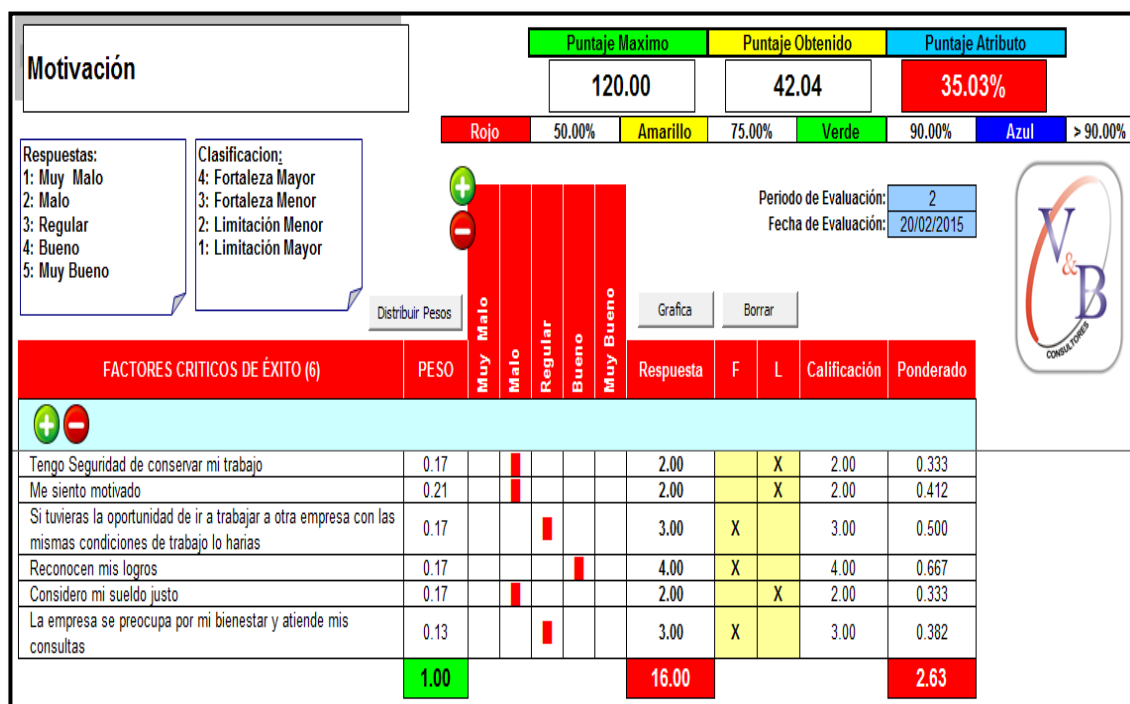 Motivación
Puntaje Maximo Puntaje Obtenido Puntaje Atributo
120.00 42.04 35.03%
Rojo 50.00% Amarillo 75.00% Verde 90.00% Azul > 90.00%
Respuestas:
1: Muy Malo
2: Malo
3: Regular
4: Bueno
5: Muy Bueno
Clasificacion:
4: Fortaleza Mayor
3: Fortaleza Menor
2: Limitación Menor
1: Limitación Mayor
Periodo de Evaluación: 2
Fecha de Evaluación: 20/02/2015
V&B
CONSULTORES
Distribuir Pesos
Grafica
Borrar
FACTORES CRITICOS DE ÉXITO (6) PESO Muy Malo Malo Regular Bueno Muy Bueno Respuesta F L Calificación Ponderado
Tengo Seguridad de conservar mi trabajo 0.17 2.00 X 2.00 0.333
Me siento motivado 0.21 2.00 X 2.00 0.412
Si tuvieras la oportunidad de ir a trabajar a otra empresa con las
mismas condiciones de trabajo lo harias 0.17 3.00 X 3.00 0.500
Reconocen mis logros 0.17 4.00 X 4.00 0.667
Considero mi sueldo justo 0.17 2.00 X 2.00 0.333
La empresa se preocupa por mi bienestar y atiende mis
consultas 0.13 3.00 X 3.00 0.382
1.00 16.00 2.63